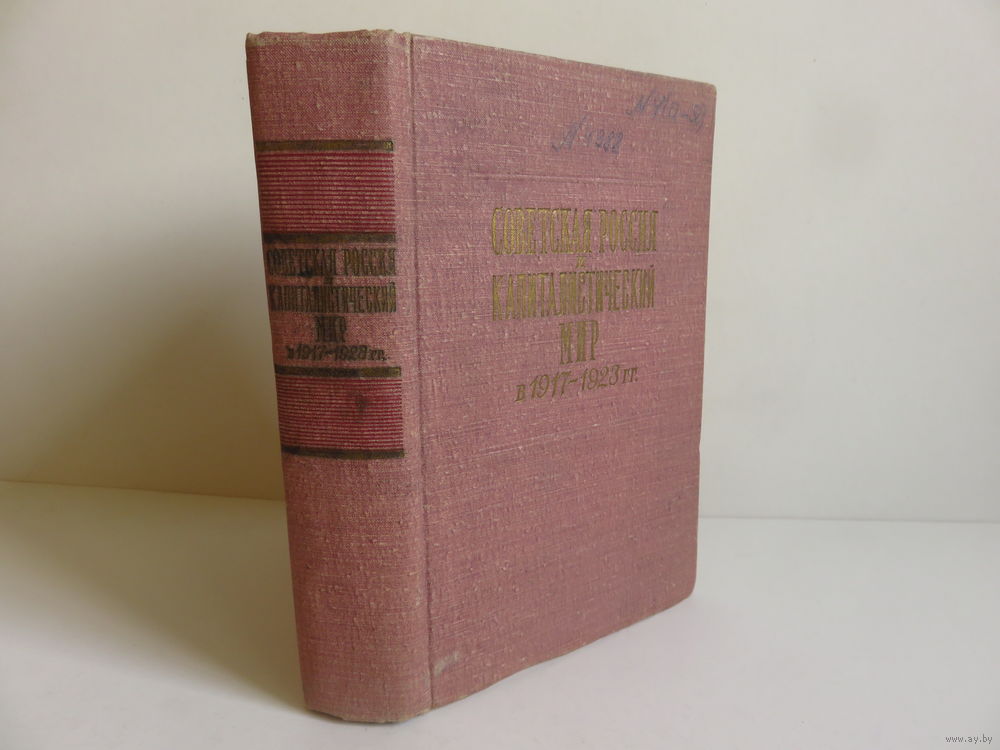 СОВЕТСКАЯ РОССИЯ
И
КАПИТАЛИСТИЧЕСКИЙ
МИР
в 1917-1923 гг.
СОВЕТСКАЯ РОССИЯ
И
КАПИТАЛИСТИЧЕСКИЙ
МИР
в 1917-1923 гг.
www.ay.by